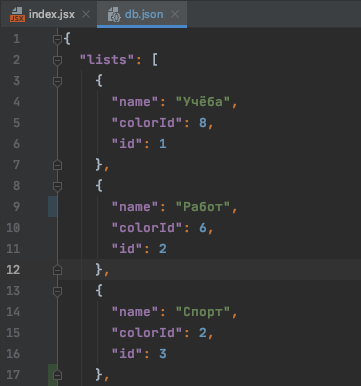 JSX index.jsx × db.json ×
1 {
2 "lists": [
3 {
4 "name": "Учёба",
5 "colorId": 8,
6 "id": 1
7 },
8 {
9 "name": "Работ",
10 "colorId": 6,
11 "id": 2
12 },
13 {
14 "name": "Спорт",
15 "colorId": 2,
16 "id": 3
17 },